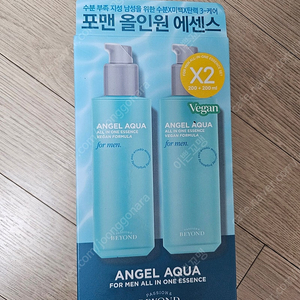 수분 부족 지성 남성을 위한 수분X미백X탄력 3-케어
포맨 올인원 에센스
X2
200 + 200ml
Vegan
ANGEL AQUA
ALL IN ONE ESSENCE
VEGAN FORMULA
for men.
BEYOND
ANGEL AQUA
ALL IN ONE ESSENCE
VEGAN FORMULA
for men.
BEYOND
ANGEL AQUA
FOR MEN ALL IN ONE ESSENCE
BEYOND